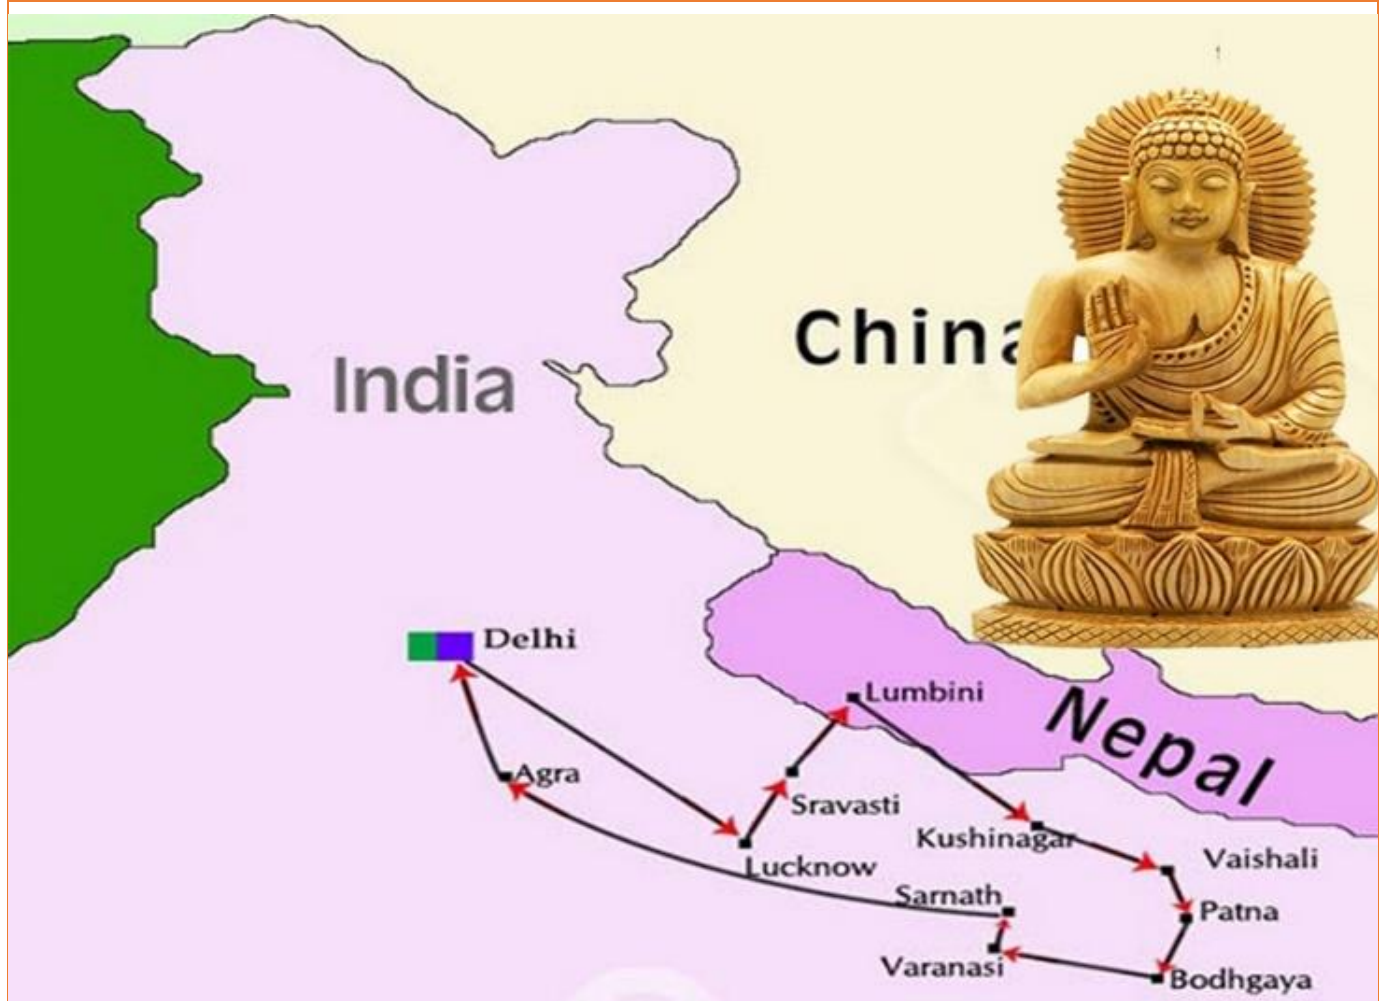 China
India
Delhi
Lumbini
Nepal
Agra
Sravasti
Kushinagar
Lucknow
Vaishali
Sarnath
Patna
Varanasi
Bodhgaya